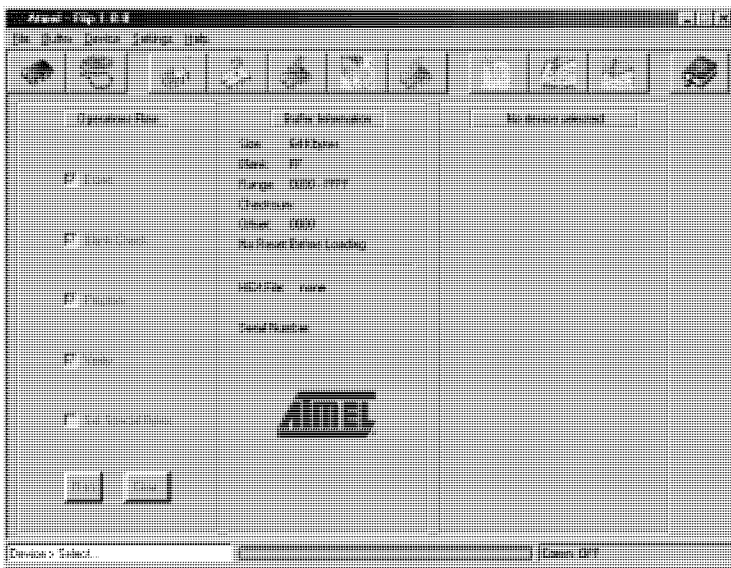 Atmel - Flip 1.8.8
File Buffer Device Settings Help
Operations Flow
Buffer Information
No device selected
Size: 64 Kbytes
Blank: FF
Range: 0000 - FFFF
Checksum:
Offset: 0000
No Reset Before Loading
HEX File: none
Serial Number
Erase
Blank Check
Program
Verify
ATMEL
Run
Clear
Device > Select...
Comm: OFF